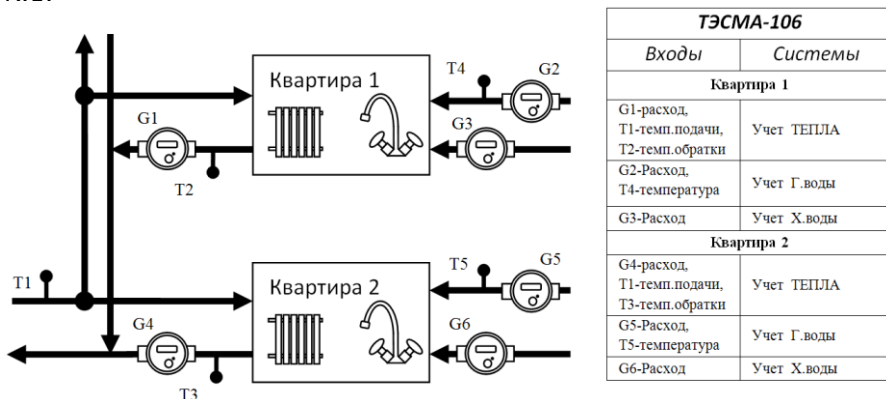 T4
G2
Квартира 1
G1
G3
T2
T5
G5
T1
Квартира 2
G4
G6
T3
ТЭСМА-106
Входы Системы
Квартира 1
G1-расход,
T1-темп.подачи,
T2-темп.обратки
Учет ТЕПЛА
G2-Расход,
T4-температура
Учет Г.воды
G3-Расход Учет Х.воды
Квартира 2
G4-расход,
T1-темп.подачи,
T3-темп.обратки
Учет ТЕПЛА
G5-Расход,
T5-температура
Учет Г.воды
G6-Расход Учет Х.воды